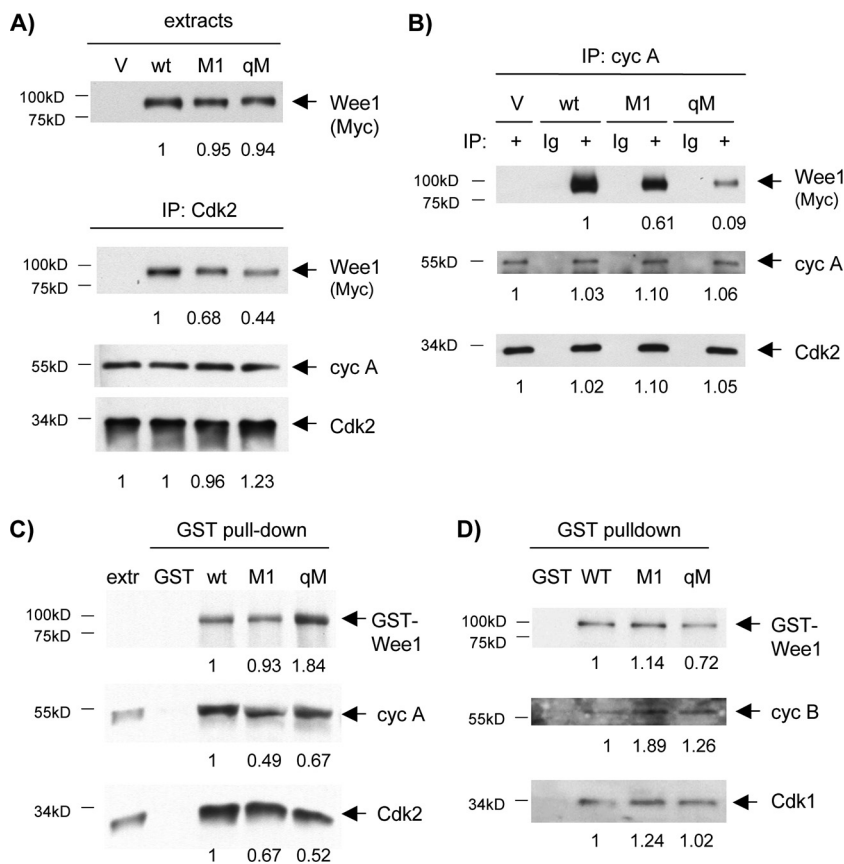 A)
extracts
V wt M1 qM
100kD
75kD
Wee1
(Myc)
1 0.95 0.94
IP: Cdk2
100kD
75kD
Wee1
(Myc)
1 0.68 0.44
55kD
cyc A
34kD
Cdk2
1 1 0.96 1.23
B)
IP: cyc A
V wt M1 qM
IP: + Ig + Ig + Ig +
100kD
75kD
Wee1
(Myc)
1 0.61 0.09
55kD
cyc A
1 1.03 1.10 1.06
34kD
Cdk2
1 1.02 1.10 1.05
C)
GST pull-down
extr GST wt M1 qM
100kD
75kD
GST-
Wee1
1 0.93 1.84
55kD
cyc A
1 0.49 0.67
34kD
Cdk2
1 0.67 0.52
D)
GST pulldown
GST WT M1 qM
100kD
75kD
GST-
Wee1
1 1.14 0.72
55kD
cyc B
1 1.89 1.26
34kD
Cdk1
1 1.24 1.02